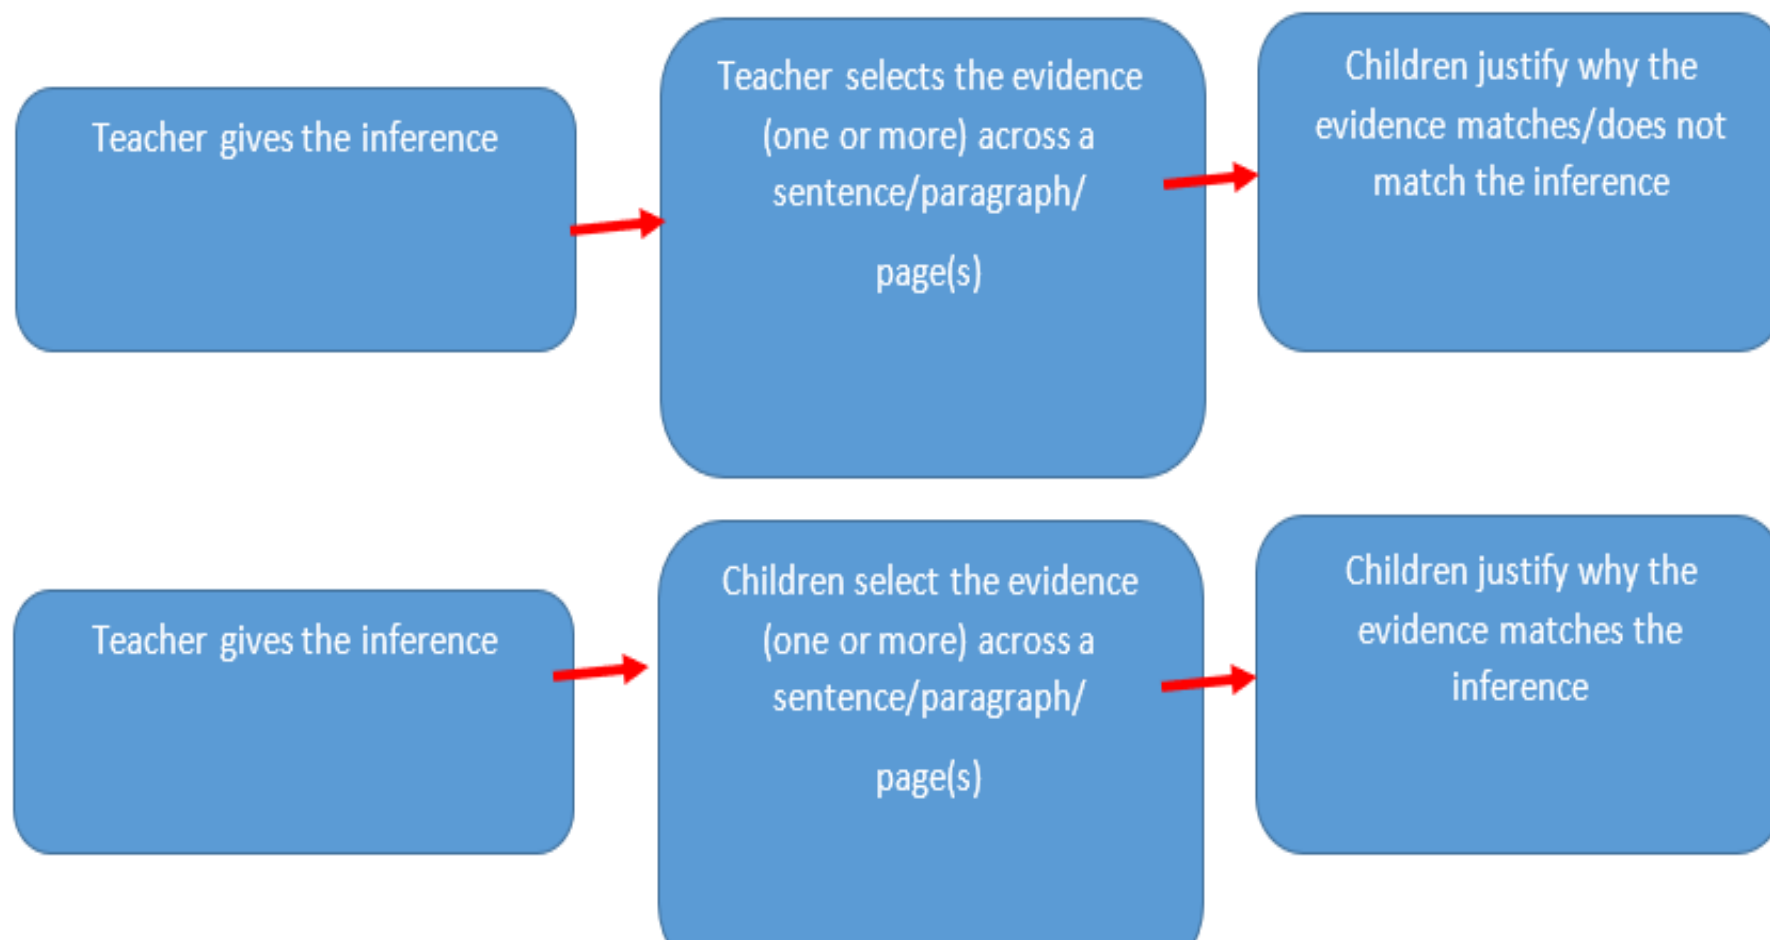 Teacher gives the inference
Teacher selects the evidence
(one or more) across a
sentence/paragraph/
page(s)
Children justify why the
evidence matches/does not
match the inference
Teacher gives the inference
Children select the evidence
(one or more) across a
sentence/paragraph/
page(s)
Children justify why the
evidence matches the
inference